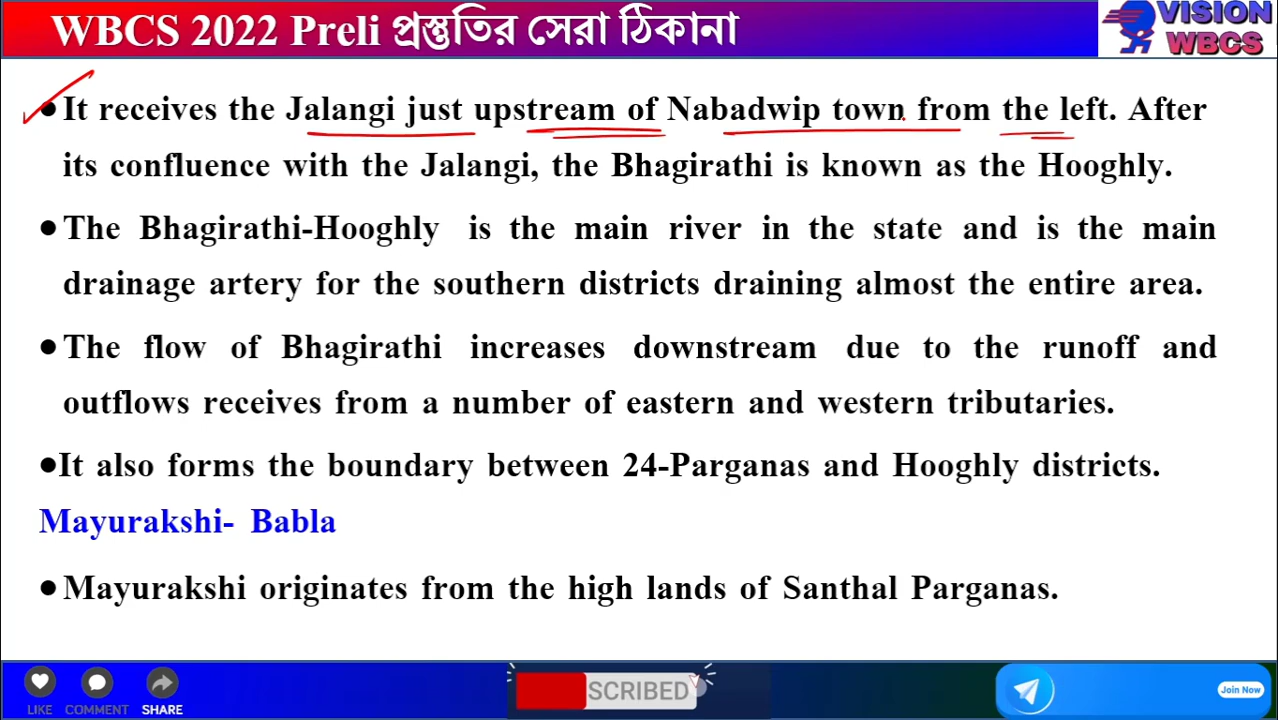 WBCS 2022 Preli প্রস্তুতির সেরা ঠিকানা
VISION
WBCS
•It receives the Jalangi just upstream of Nabadwip town from the left. After
its confluence with the Jalangi, the Bhagirathi is known as the Hooghly.
•The Bhagirathi-Hooghly is the main river in the state and is the main
drainage artery for the southern districts draining almost the entire area.
•The flow of Bhagirathi increases downstream due to the runoff and
outflows receives from a number of eastern and western tributaries.
•It also forms the boundary between 24-Parganas and Hooghly districts.
Mayurakshi- Babla
•Mayurakshi originates from the high lands of Santhal Parganas.
LIKE COMMENT SHARE
SCRIBED
Join Now